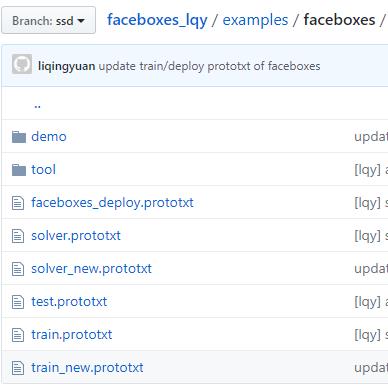 Branch: ssd faceboxes_lqy / examples / faceboxes /
liqingyuan update train/deploy prototxt of faceboxes
..
demo updat
tool [lqy] a
faceboxes_deploy.prototxt [lqy] s
solver.prototxt [lqy] s
solver_new.prototxt updat
test.prototxt [lqy] a
train.prototxt [lqy] s
train_new.prototxt updat